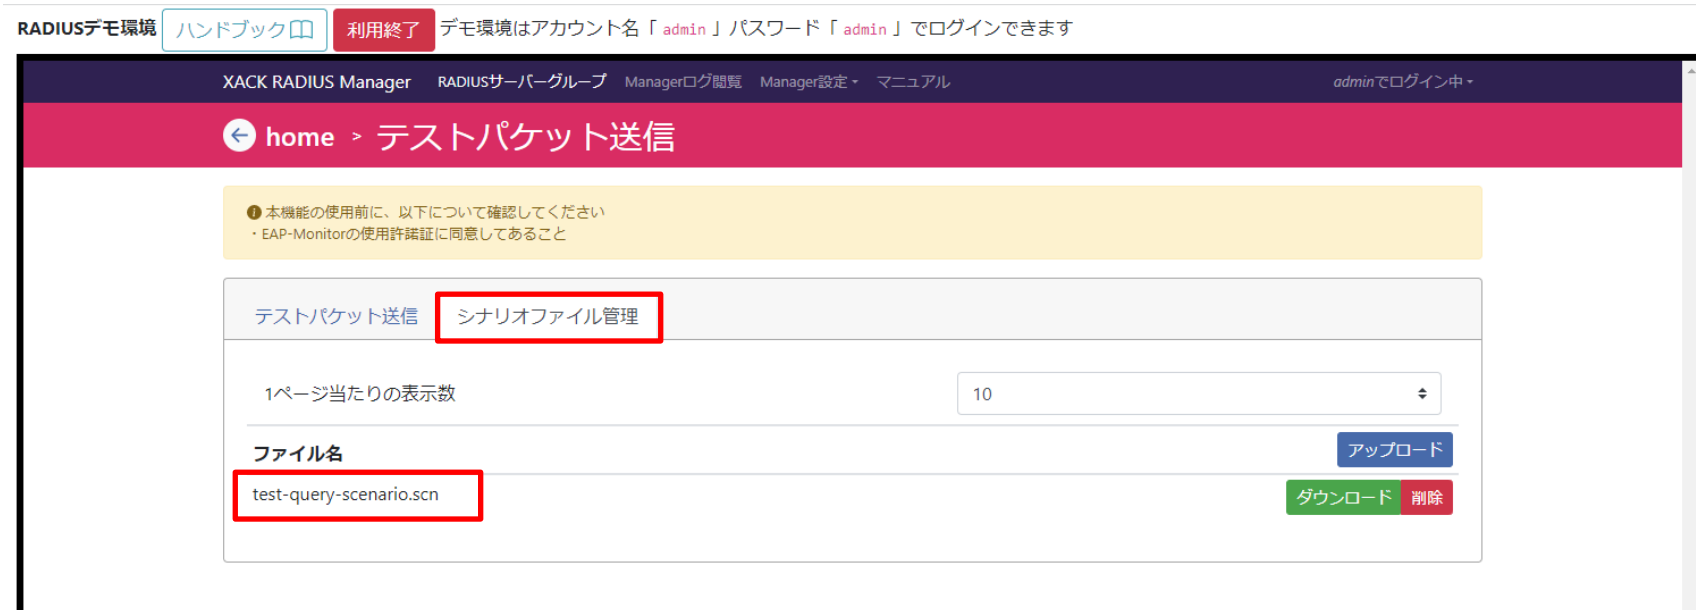 RADIUSデモ環境 ハンドブック 利用終了 デモ環境はアカウント名「 admin 」パスワード「 admin 」でログインできます
XACK RADIUS Manager RADIUSサーバーグループ Managerログ閲覧 Manager設定 マニュアル adminでログイン中
home > テストパケット送信
本機能の使用前に、以下について確認してください
・EAP-Monitorの使用許諾証に同意してあること
テストパケット送信 シナリオファイル管理
1ページ当たりの表示数 10
ファイル名 アップロード
test-query-scenario.scn ダウンロード 削除